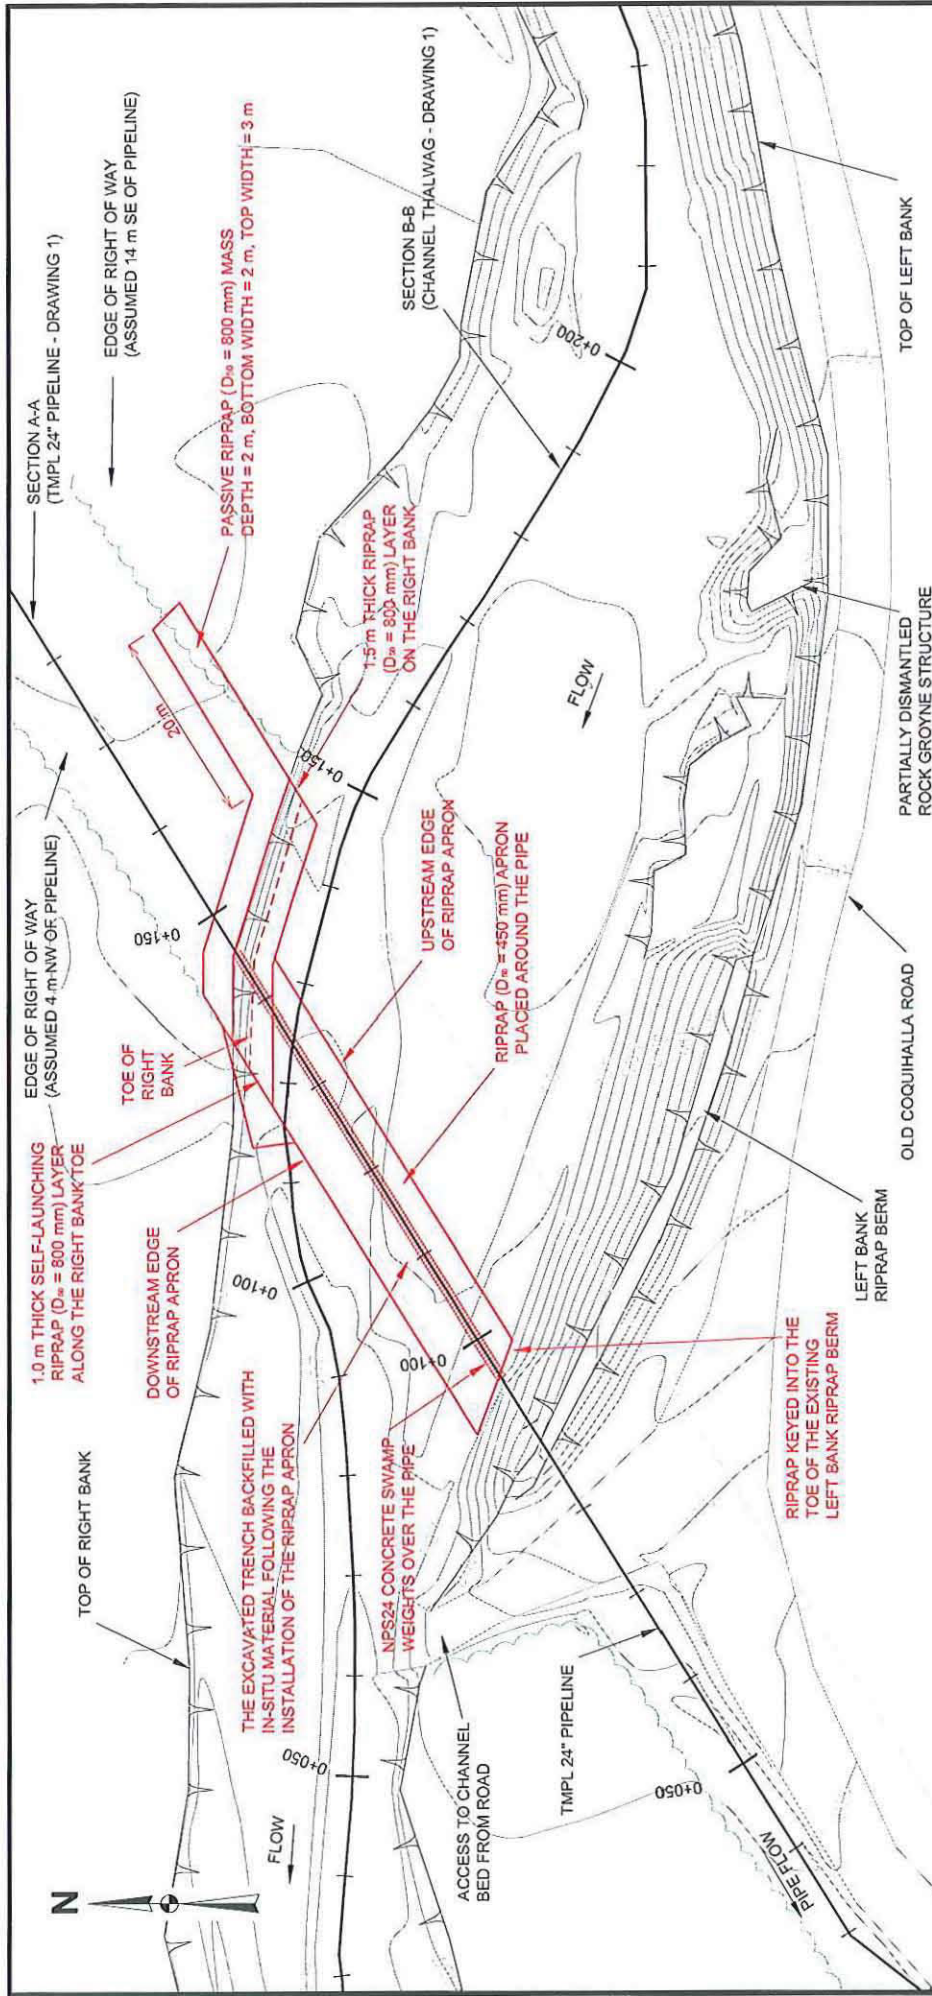 SECTION A-A
(TMPL 24" PIPELINE - DRAWING 1)
EDGE OF RIGHT OF WAY
(ASSUMED 14 m SE OF PIPELINE)
PASSIVE RIPRAP (D₅₀ = 800 mm) MASS
DEPTH = 2 m, BOTTOM WIDTH = 2 m, TOP WIDTH = 3 m
EDGE OF RIGHT OF WAY
(ASSUMED 4 m NW OF PIPELINE)
20 m
1.0 m THICK SELF-LAUNCHING
RIPRAP (D₅₀ = 800 mm) LAYER
ALONG THE RIGHT BANK TOE
TOE OF
RIGHT
BANK
1.5 m THICK RIPRAP
(D₅₀ = 800 mm) LAYER
ON THE RIGHT BANK
SECTION B-B
(CHANNEL THALWAG - DRAWING 1)
TOP OF RIGHT BANK
DOWNSTREAM EDGE
OF RIPRAP APRON
THE EXCAVATED TRENCH BACKFILLED WITH
IN-SITU MATERIAL FOLLOWING THE
INSTALLATION OF THE RIPRAP APRON
UPSTREAM EDGE
OF RIPRAP APRON
RIPRAP (D₅₀ = 450 mm) APRON
PLACED AROUND THE PIPE
NPS24 CONCRETE SWAMP
WEIGHTS OVER THE PIPE
0+150
0+150
0+200
0+100
0+100
0+050
0+050
N
FLOW
FLOW
PIPE FLOW
ACCESS TO CHANNEL
BED FROM ROAD
TMPL 24" PIPELINE
RIPRAP KEYED INTO THE
TOE OF THE EXISTING
LEFT BANK RIPRAP BERM
LEFT BANK
RIPRAP BERM
OLD COQUIHALLA ROAD
PARTIALLY DISMANTLED
ROCK GROYNE STRUCTURE
TOP OF LEFT BANK